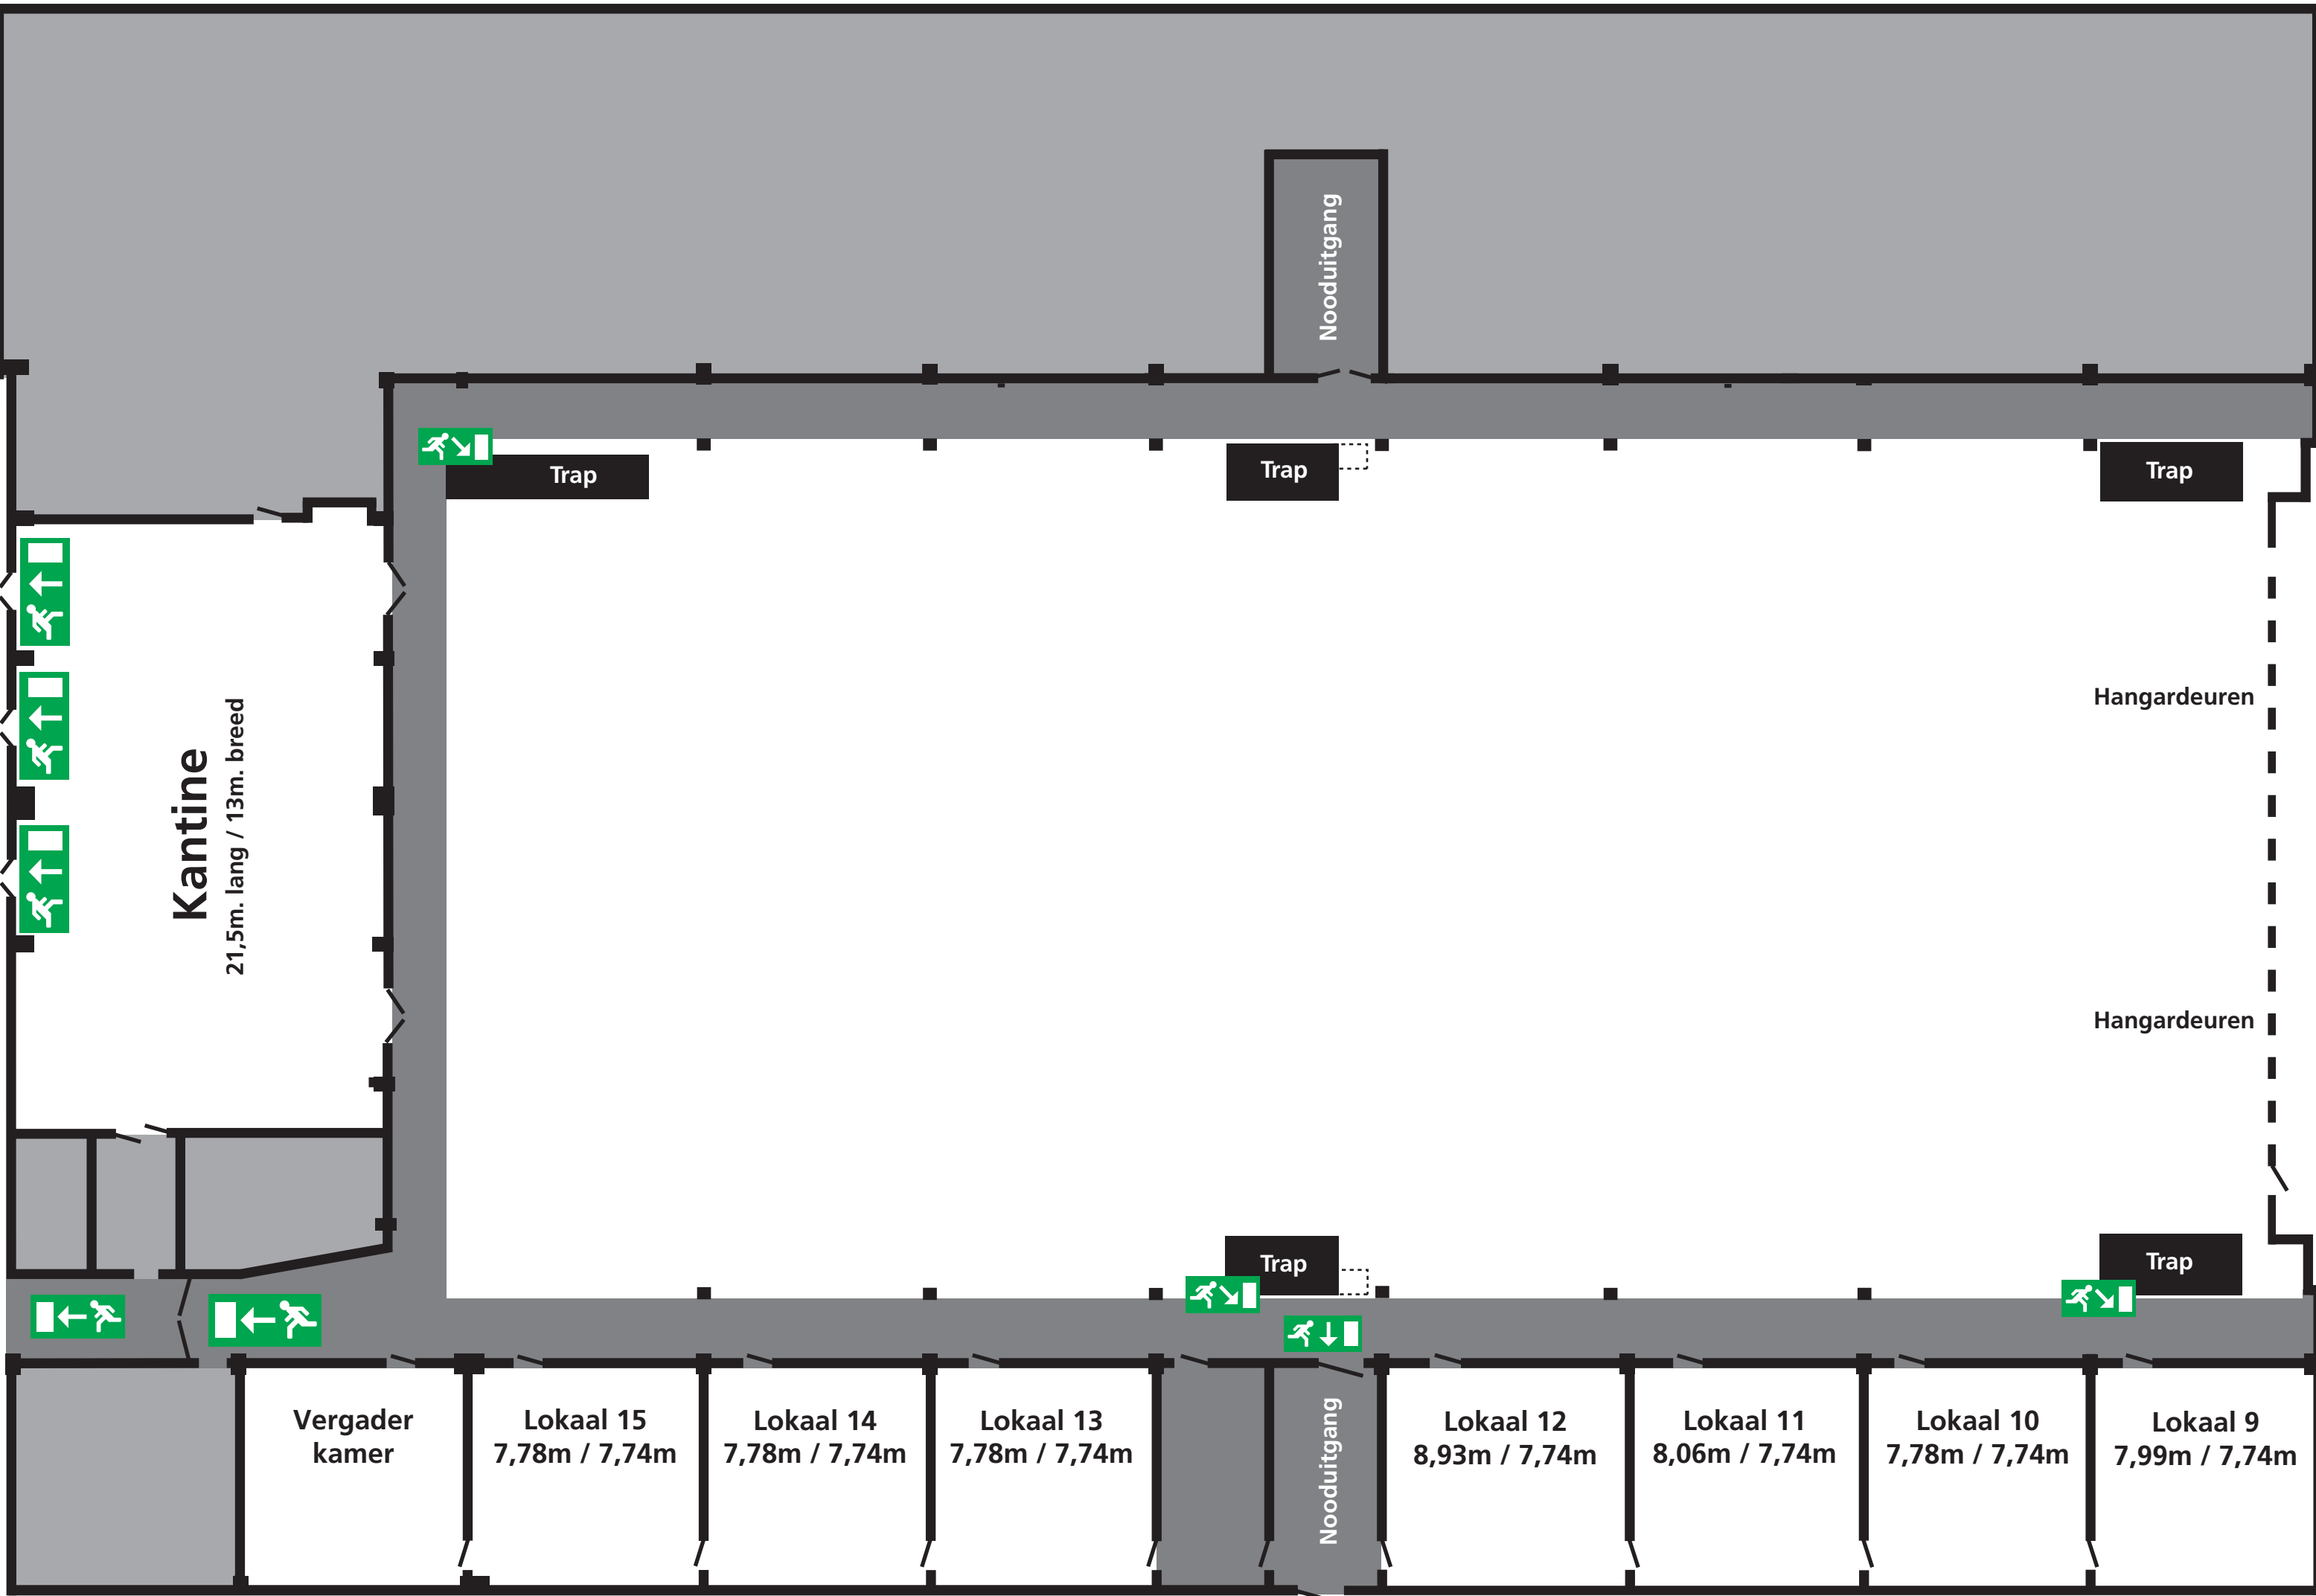 Nooduitgang
Trap
Trap
Trap
Hangardeuren
Kantine
21,5m. lang / 13m. breed
Hangardeuren
Trap
Trap
Vergader
kamer
Lokaal 15
7,78m / 7,74m
Lokaal 14
7,78m / 7,74m
Lokaal 13
7,78m / 7,74m
Nooduitgang
Lokaal 12
8,93m / 7,74m
Lokaal 11
8,06m / 7,74m
Lokaal 10
7,78m / 7,74m
Lokaal 9
7,99m / 7,74m